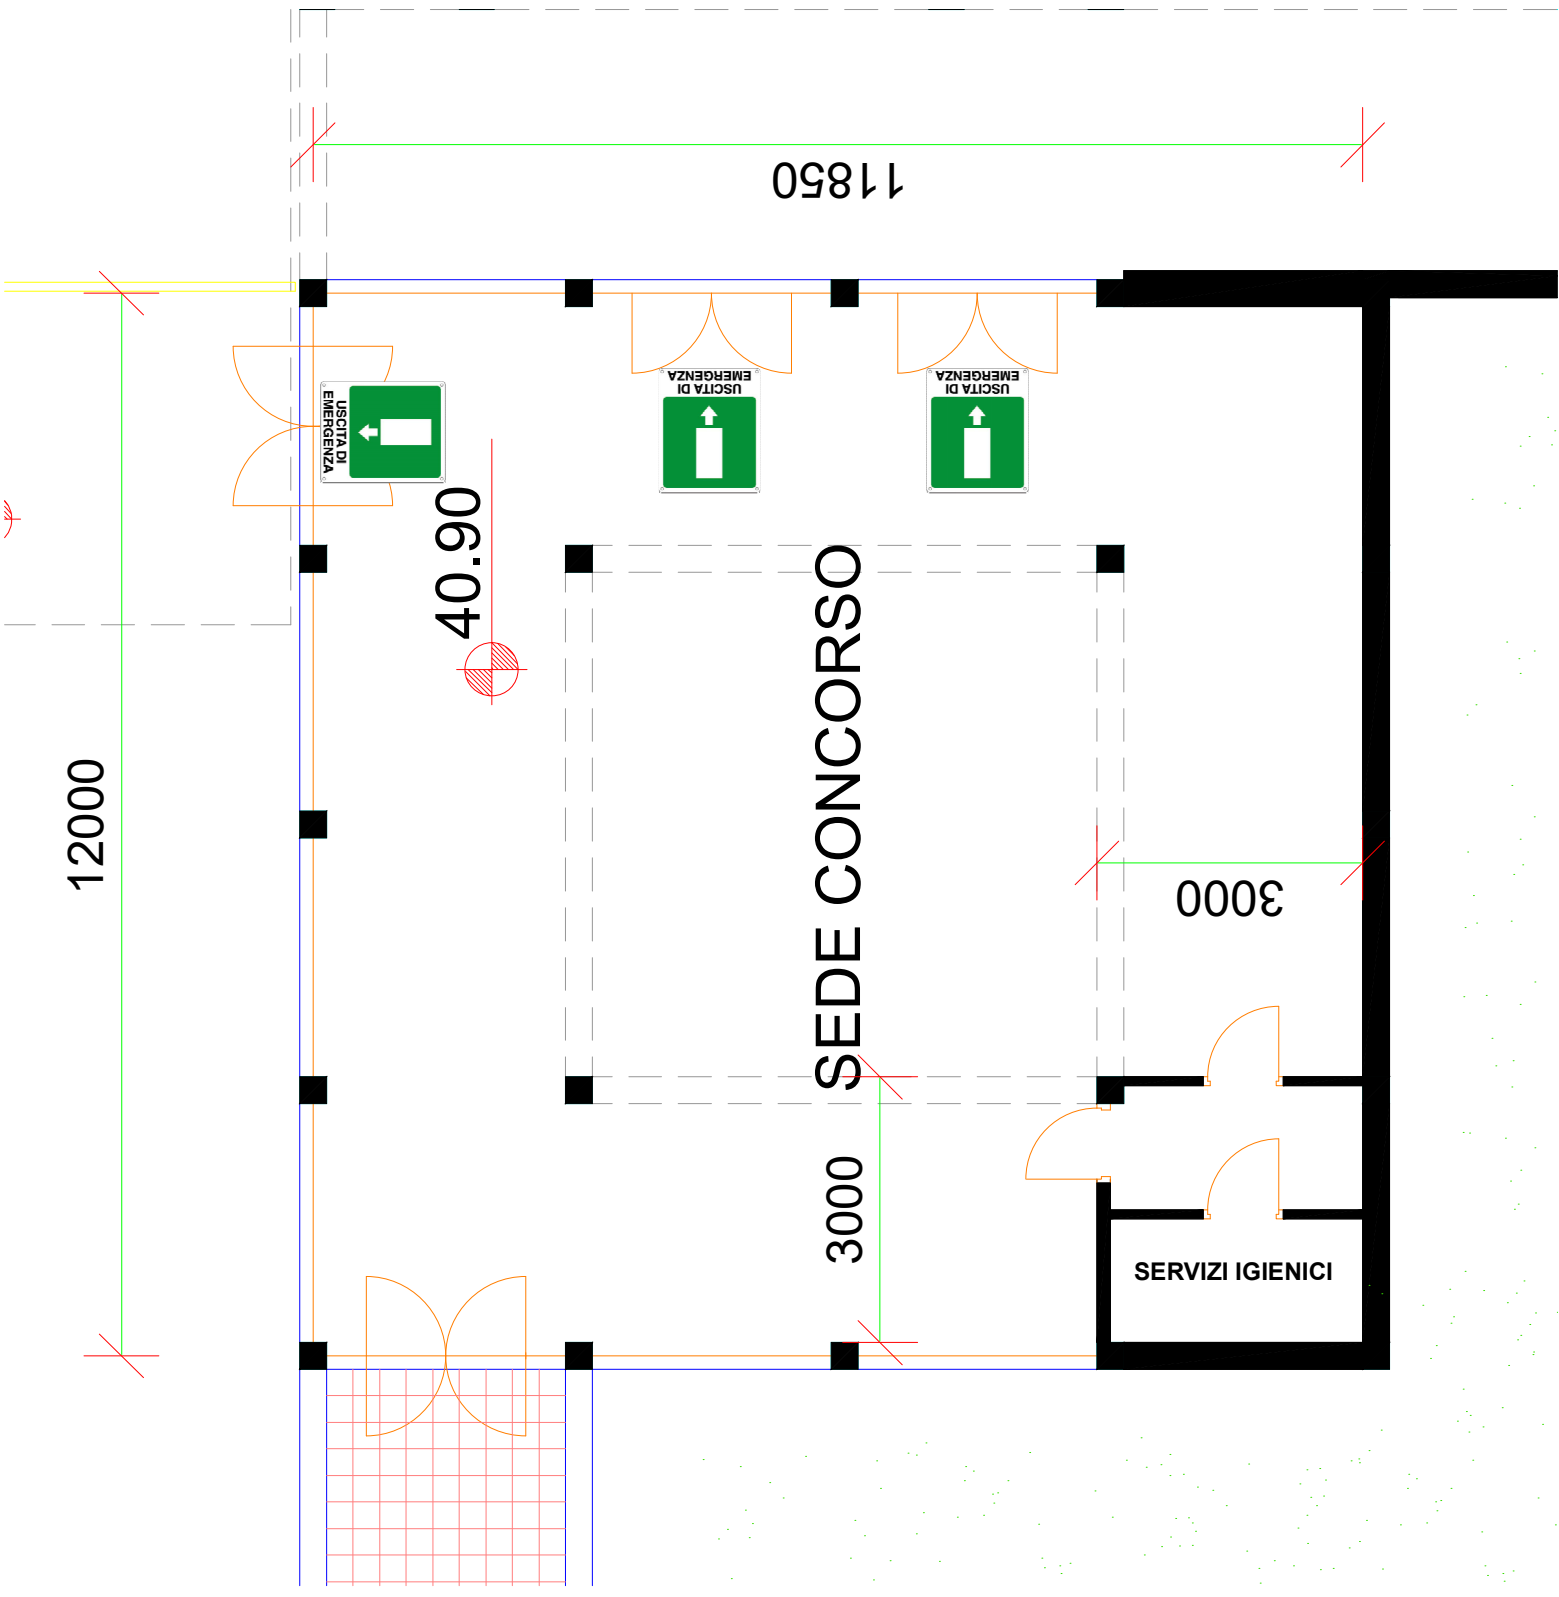 11850
USCITA DI
EMERGENZA
USCITA DI
EMERGENZA
USCITA DI
EMERGENZA
40.90
SEDE CONCORSO
12000
3000
3000
SERVIZI IGIENICI